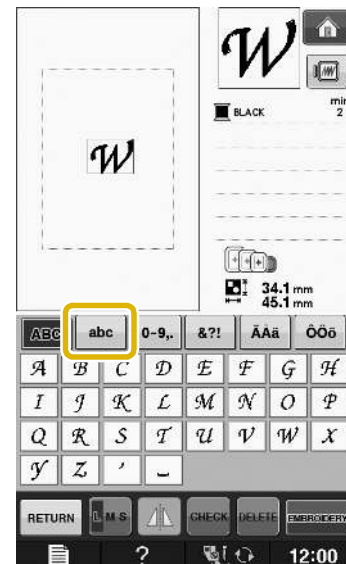 W
BLACK
min
2
W
34.1 mm
45.1 mm
ABC abc 0-9,. &?! ÄÀä ÔÖõ
A B C D E F G H
I J K L M N O P
Q R S T U V W X
Y Z ' _
RETURN L M S CHECK DELETE EMBROIDERY
? 12:00